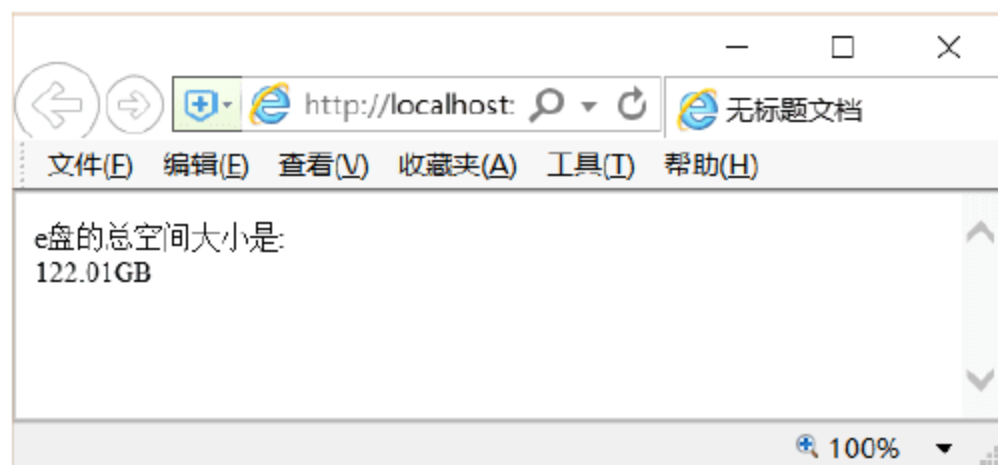 http://localhost: 无标题文档
文件(F) 编辑(E) 查看(V) 收藏夹(A) 工具(T) 帮助(H)
e盘的总空间大小是:
122.01GB
100%